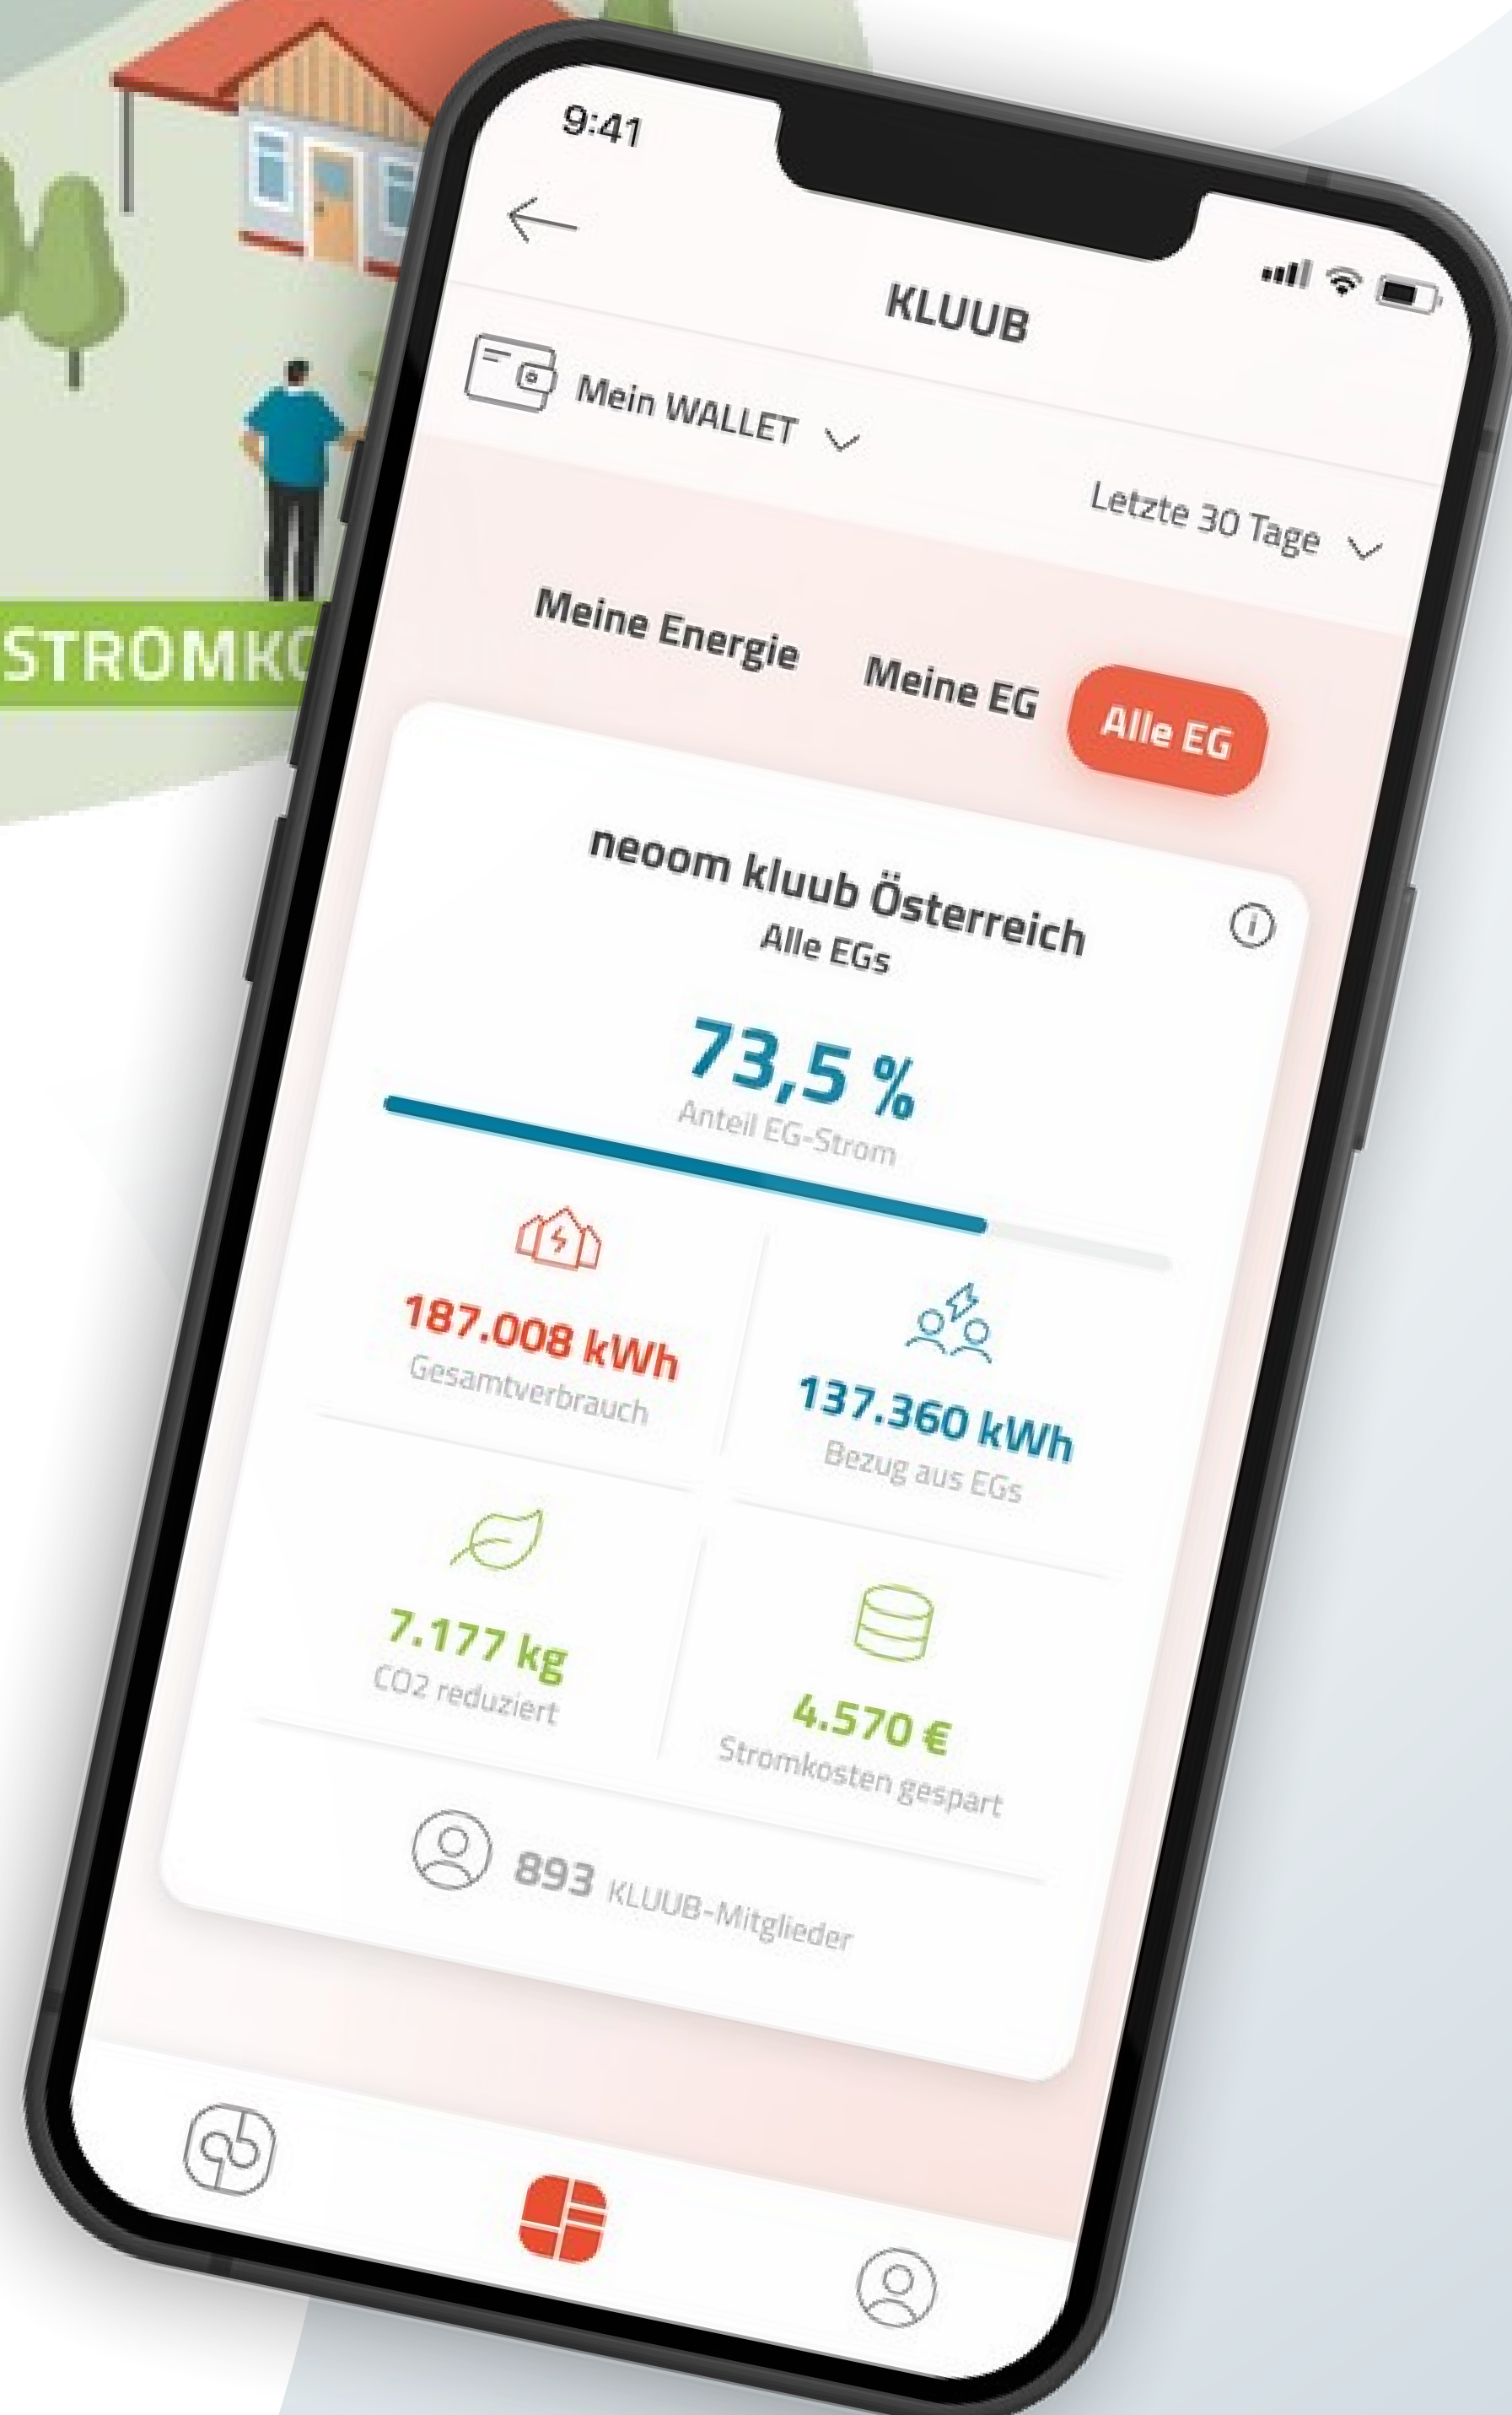 9:41
KLUUB
Mein WALLET
Letzte 30 Tage
Meine Energie
Meine EG
Alle EG
STROMKO
neoom kluub Österreich
Alle EGs
73,5 %
Anteil EG-Strom
187.008 kWh
Gesamtverbrauch
137.360 kWh
Bezug aus EGs
7.177 kg
CO2 reduziert
4.570 €
Stromkosten gespart
893 KLUUB-Mitglieder